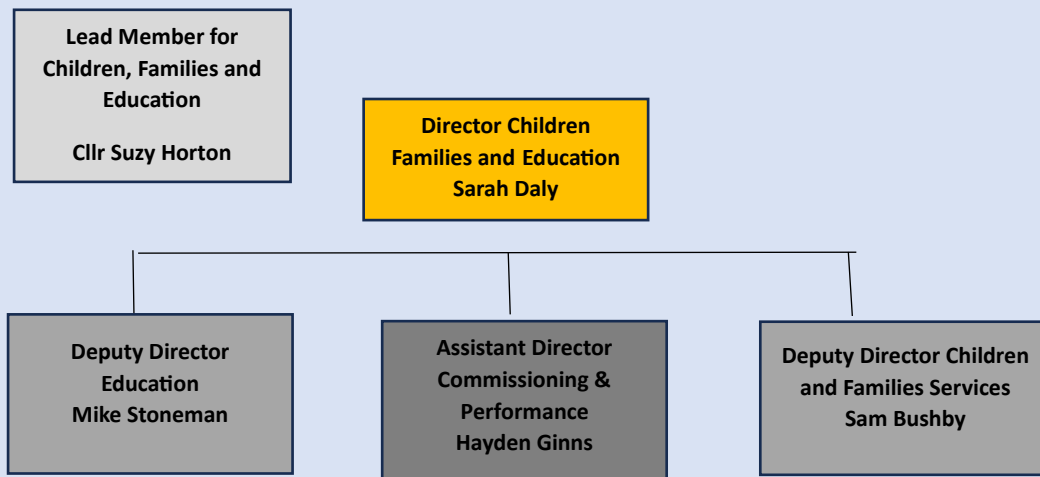 Lead Member for
Children, Families and
Education
Cllr Suzy Horton
Director Children
Families and Education
Sarah Daly
Deputy Director
Education
Mike Stoneman
Assistant Director
Commissioning &
Performance
Hayden Ginns
Deputy Director Children
and Families Services
Sam Bushby